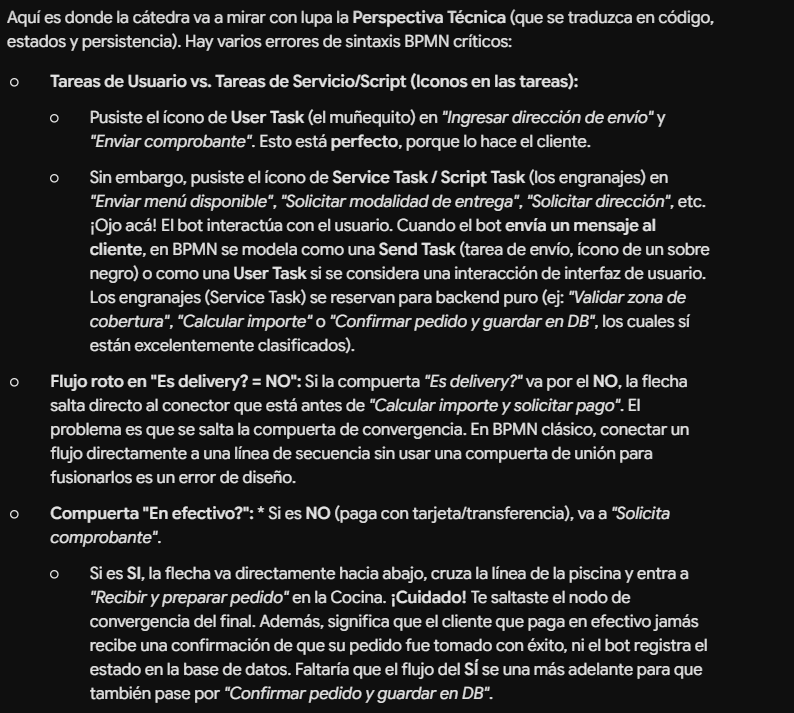 Aquí es donde la cátedra va a mirar con lupa la Perspectiva Técnica (que se traduzca en código,
estados y persistencia). Hay varios errores de sintaxis BPMN críticos:
Tareas de Usuario vs. Tareas de Servicio/Script (Iconos en las tareas):
Pusiste el ícono de User Task (el muñequito) en "Ingresar dirección de envío" y
"Enviar comprobante". Esto está perfecto, porque lo hace el cliente.
Sin embargo, pusiste el ícono de Service Task / Script Task (los engranajes) en
"Enviar menú disponible", "Solicitar modalidad de entrega", "Solicitar dirección", etc.
¡Ojo acá! El bot interactúa con el usuario. Cuando el bot envía un mensaje al
cliente, en BPMN se modela como una Send Task (tarea de envío, ícono de un sobre
negro) o como una User Task si se considera una interacción de interfaz de usuario.
Los engranajes (Service Task) se reservan para backend puro (ej: "Validar zona de
cobertura", "Calcular importe" o "Confirmar pedido y guardar en DB", los cuales sí
están excelentemente clasificados).
Flujo roto en "Es delivery? = NO": Si la compuerta "Es delivery?" va por el NO, la flecha
salta directo al conector que está antes de "Calcular importe y solicitar pago". El
problema es que se salta la compuerta de convergencia. En BPMN clásico, conectar un
flujo directamente a una línea de secuencia sin usar una compuerta de unión para
fusionarlos es un error de diseño.
Compuerta "En efectivo?": * Si es NO (paga con tarjeta/transferencia), va a "Solicita
comprobante".
Si es SI, la flecha va directamente hacia abajo, cruza la línea de la piscina y entra a
"Recibir y preparar pedido" en la Cocina. ¡Cuidado! Te saltaste el nodo de
convergencia del final. Además, significa que el cliente que paga en efectivo jamás
recibe una confirmación de que su pedido fue tomado con éxito, ni el bot registra el
estado en la base de datos. Faltaría que el flujo del SÍ se una más adelante para que
también pase por "Confirmar pedido y guardar en DB".